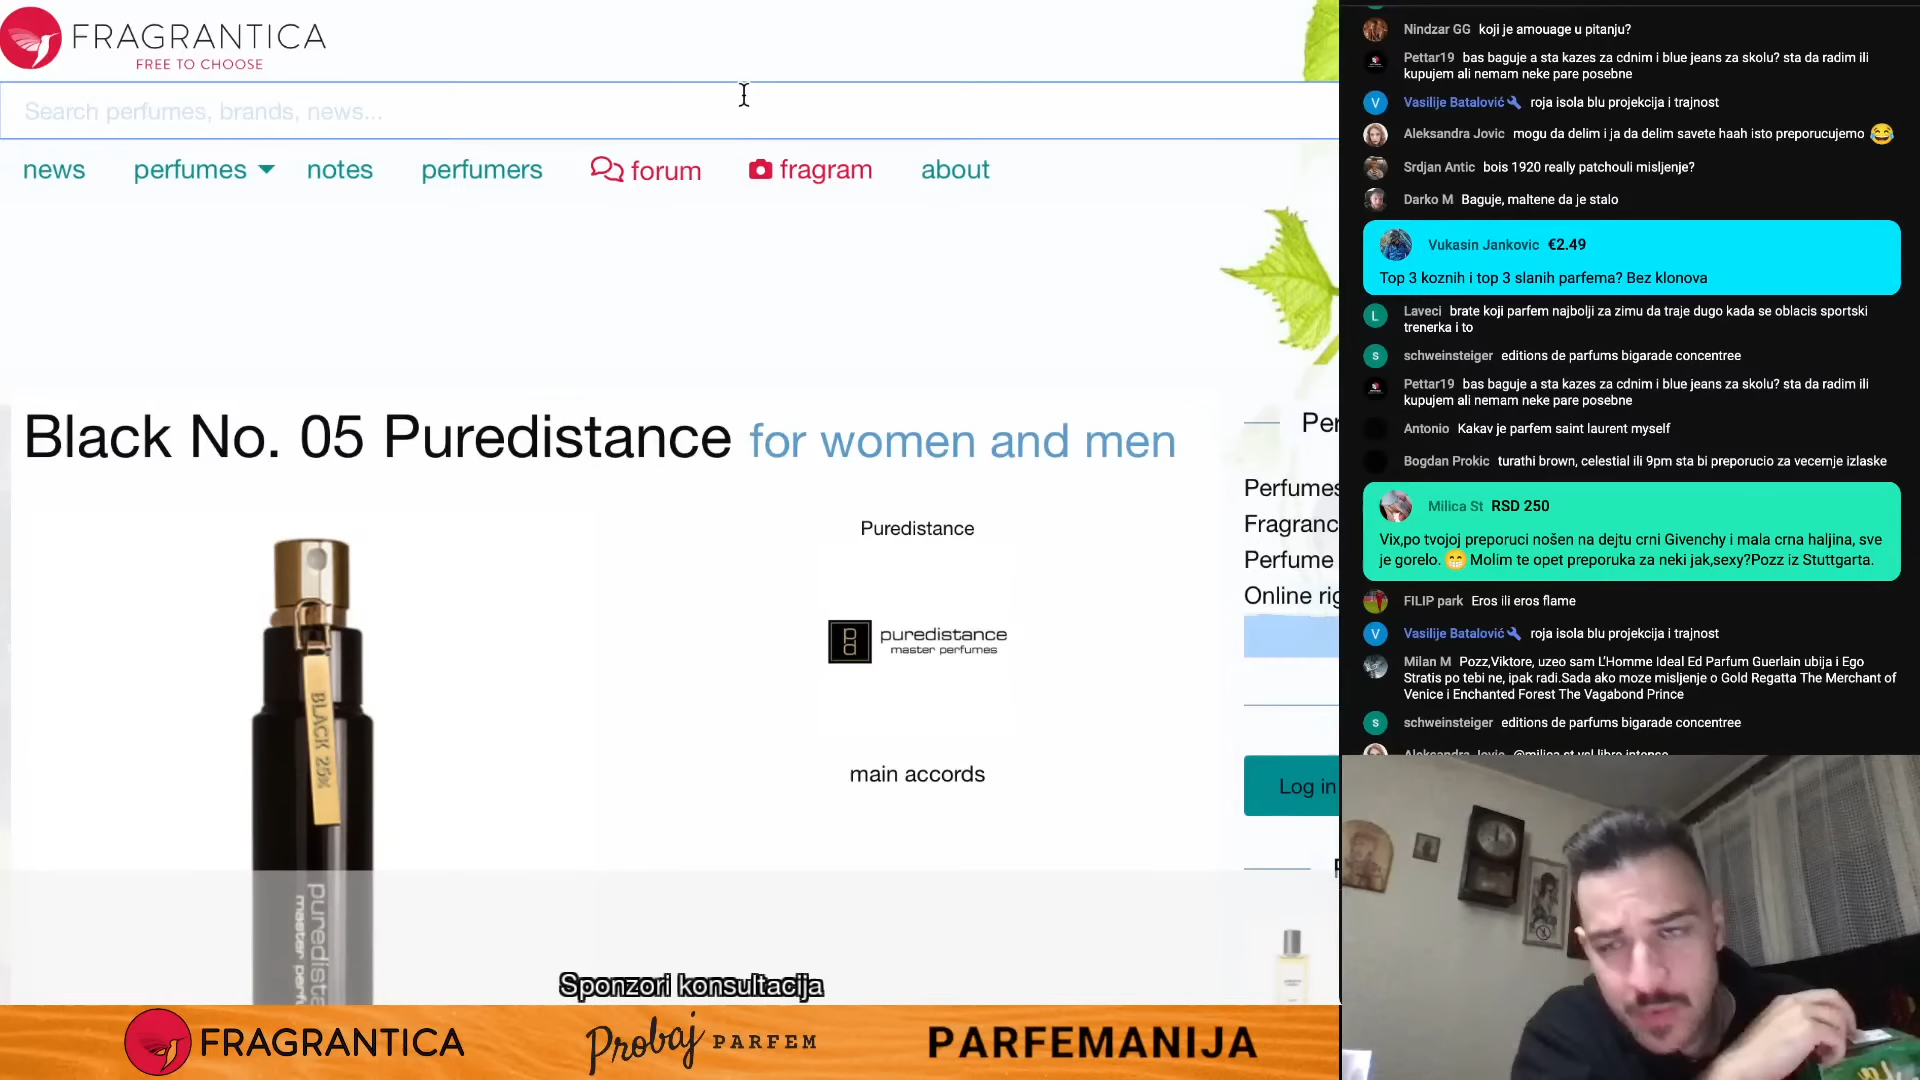 FRAGRANTICA
FREE TO CHOOSE
Search perfumes, brands, news...
news perfumes notes perfumers forum fragram about
Black No. 05 Puredistance for women and men
Puredistance
pd
puredistance
master perfumes
main accords
BLACK 25%
puredista
master perf
Per
Perfumes
Fragranc
Perfume
Online rig
Log in
Sponzori konsultacija
FRAGRANTICA
Probaj PARFEM
PARFEMANIJA
Nindzar GG koji je amouage u pitanju?
Pettar19 bas baguje a sta kazes za cdnim i blue jeans za skolu? sta da radim ili
kupujem ali nemam neke pare posebne
V Vasilije Batalović roja isola blu projekcija i trajnost
Aleksandra Jovic mogu da delim i ja da delim savete haah isto preporucujemo 😂
Srdjan Antic bois 1920 really patchouli misljenje?
Darko M Baguje, maltene da je stalo
Vukasin Jankovic €2.49
Top 3 koznih i top 3 slanih parfema? Bez klonova
L Laveci brate koji parfem najbolji za zimu da traje dugo kada se oblacis sportski
trenerka i to
s schweinsteiger editions de parfums bigarade concentree
Pettar19 bas baguje a sta kazes za cdnim i blue jeans za skolu? sta da radim ili
kupujem ali nemam neke pare posebne
Antonio Kakav je parfem saint laurent myself
Bogdan Prokic turathi brown, celestial ili 9pm sta bi preporucio za vecernje izlaske
Milica St RSD 250
Vix,po tvojoj preporuci nošen na dejtu crni Givenchy i mala crna haljina, sve
je gorelo. 😁 Molim te opet preporuka za neki jak,sexy?Pozz iz Stuttgarta.
FILIP park Eros ili eros flame
V Vasilije Batalović roja isola blu projekcija i trajnost
Milan M Pozz,Viktore, uzeo sam L'Homme Ideal Ed Parfum Guerlain ubija i Ego
Stratis po tebi ne, ipak radi.Sada ako moze misljenje o Gold Regatta The Merchant of
Venice i Enchanted Forest The Vagabond Prince
s schweinsteiger editions de parfums bigarade concentree
Aleksandra Jovic @milica st ysl libre intense